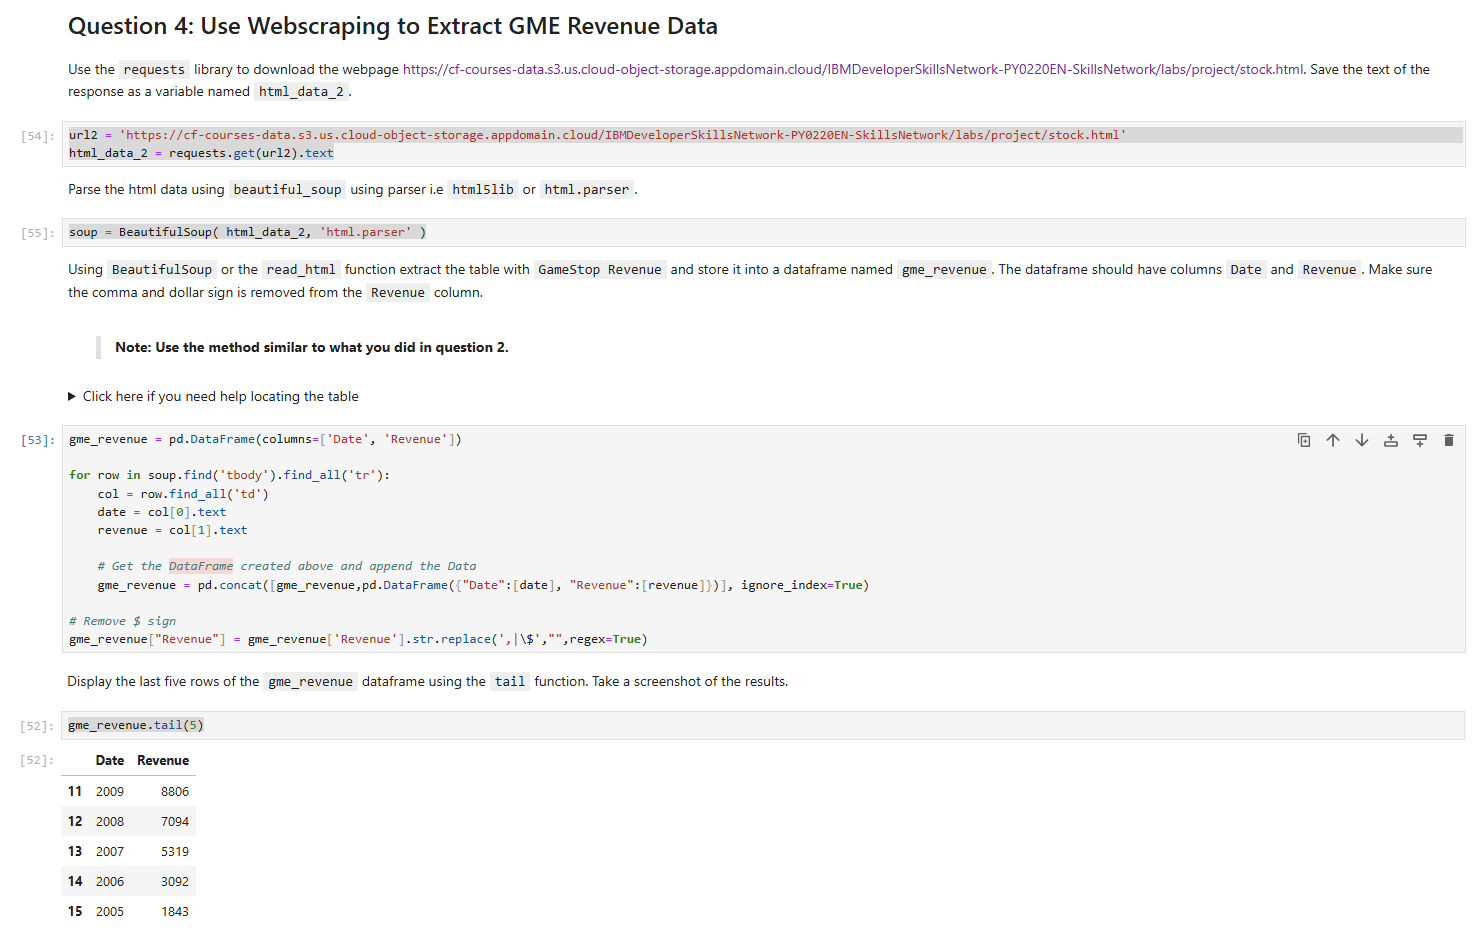 Question 4: Use Webscraping to Extract GME Revenue Data
Use the requests library to download the webpage https://cf-courses-data.s3.us.cloud-object-storage.appdomain.cloud/IBMDeveloperSkillsNetwork-PY0220EN-SkillsNetwork/labs/project/stock.html. Save the text of the
response as a variable named html_data_2.
[54]: url2 = 'https://cf-courses-data.s3.us.cloud-object-storage.appdomain.cloud/IBMDeveloperSkillsNetwork-PY0220EN-SkillsNetwork/labs/project/stock.html'
html_data_2 = requests.get(url2).text
Parse the html data using beautiful_soup using parser i.e html5lib or html.parser.
[55]: soup = BeautifulSoup( html_data_2, 'html.parser' )
Using BeautifulSoup or the read_html function extract the table with GameStop Revenue and store it into a dataframe named gme_revenue. The dataframe should have columns Date and Revenue. Make sure
the comma and dollar sign is removed from the Revenue column.
Note: Use the method similar to what you did in question 2.
Click here if you need help locating the table
[53]: gme_revenue = pd.DataFrame(columns=['Date', 'Revenue'])
for row in soup.find('tbody').find_all('tr'):
    col = row.find_all('td')
    date = col[0].text
    revenue = col[1].text
    # Get the DataFrame created above and append the Data
    gme_revenue = pd.concat([gme_revenue,pd.DataFrame({"Date":[date], "Revenue":[revenue]})], ignore_index=True)
# Remove $ sign
gme_revenue["Revenue"] = gme_revenue['Revenue'].str.replace(',|\$',"",regex=True)
Display the last five rows of the gme_revenue dataframe using the tail function. Take a screenshot of the results.
[52]: gme_revenue.tail(5)
[52]: Date Revenue
11 2009 8806
12 2008 7094
13 2007 5319
14 2006 3092
15 2005 1843